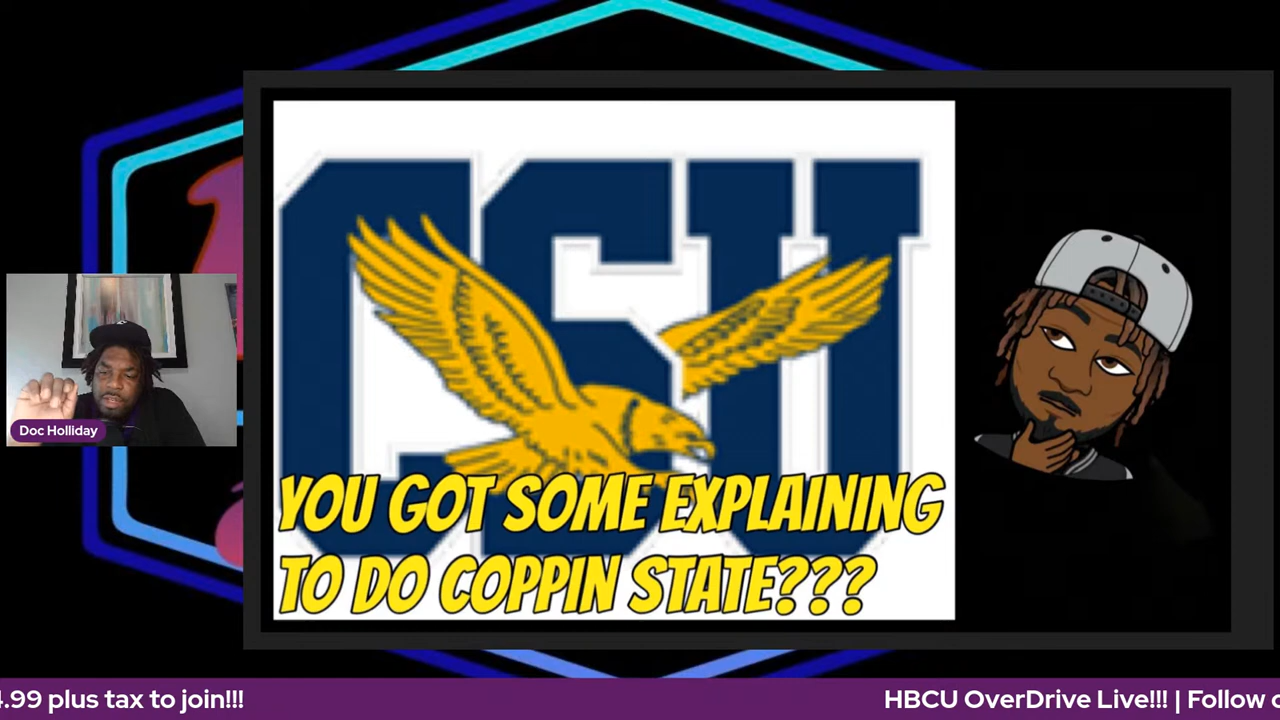 CSU
YOU GOT SOME EXPLAINING
TO DO COPPIN STATE???
Doc Holliday
.99 plus tax to join!!!
HBCU OverDrive Live!!! | Follow